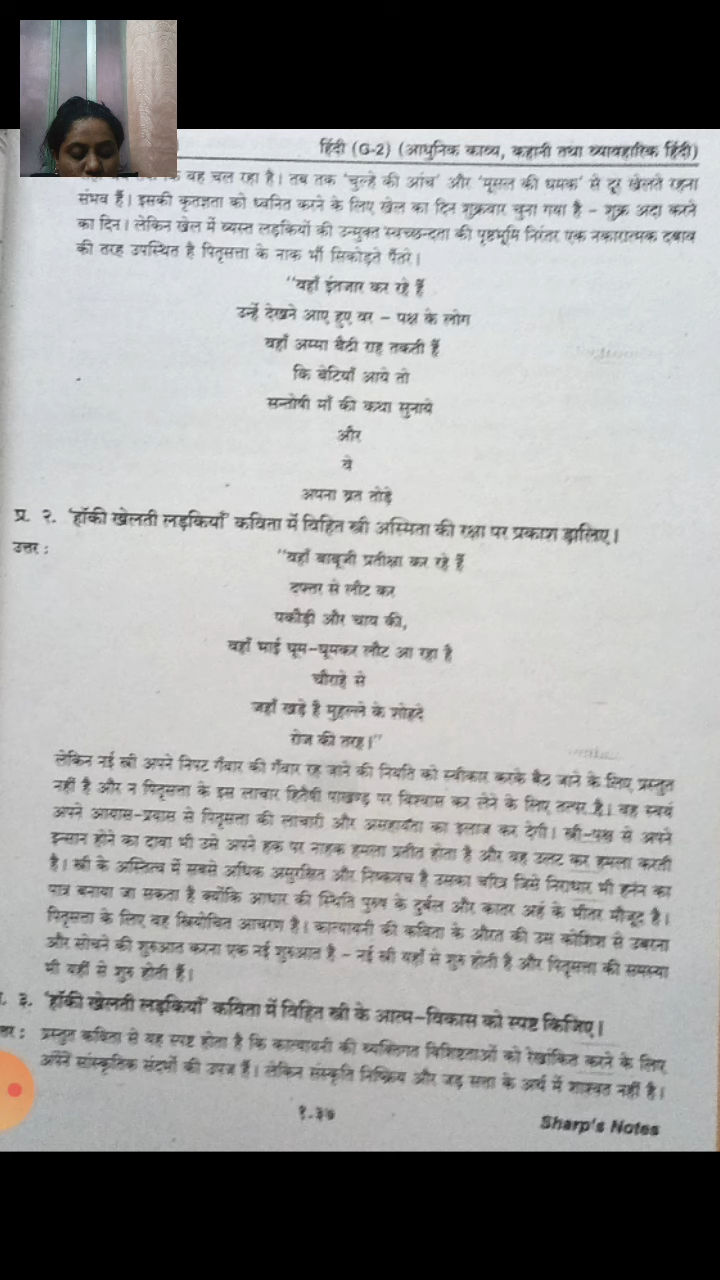 हिंदी (G-2) (आधुनिक काव्य, कहानी तथा व्यावहारिक हिंदी)
कि वह चल रहा है। तब तक 'चुल्हे की आंच' और 'मूसल की धमक' से दूर खेलते रहना
संभव हैं। इसकी कृतज्ञता को ध्वनित करने के लिए खेल का दिन शुक्रवार चुना गया है – शुक्र अदा करने
का दिन। लेकिन खेल में व्यस्त लड़कियों की उन्मुक्त स्वच्छन्दता की पृष्ठभूमि निरंतर एक नकारात्मक दबाव
की तरह उपस्थित है पितृसत्ता के नाक भौं सिकोड़ते पैंतरे।
"वहाँ इंतजार कर रहे हैं
उन्हें देखने आए हुए वर – पक्ष के लोग
वहाँ अम्मा बैठी राह तकती हैं
कि बेटियाँ आये तो
सन्तोषी माँ की कथा सुनाये
और
वे
अपना व्रत तोड़े
प्र. २. 'हॉकी खेलती लड़कियाँ' कविता में विहित स्त्री अस्मिता की रक्षा पर प्रकाश डालिए।
उत्तर :
"वहाँ बाबूजी प्रतीक्षा कर रहे हैं
दफ्तर से लौट कर
पकौड़ी और चाय की,
वहाँ भाई घूम-घूमकर लौट आ रहा है
चौराहे से
जहाँ खड़े है मुहल्ले के शोहदे
रोज की तरह।"
लेकिन नई स्त्री अपने निपट गँवार की गँवार रह जाने की नियति को स्वीकार करके बैठ जाने के लिए प्रस्तुत
नहीं है और न पितृसत्ता के इस लाचार हितैषी पाखण्ड पर विश्वास कर लेने के लिए तत्पर है। वह स्वयं
अपने आयास-प्रयास से पितृसत्ता की लाचारी और असहायता का इलाज कर देगी। स्त्री-पक्ष से अपने
इन्सान होने का दावा भी उसे अपने हक पर नाहक हमला प्रतीत होता है और वह उलट कर हमला करती
है। स्त्री के अस्तित्व में सबसे अधिक असुरक्षित और निष्कवच है उसका चरित्र जिसे निराधार भी हनन का
पात्र बनाया जा सकता है क्योंकि आधार की स्थिति पुरुष के दुर्बल और कातर अहं के भीतर मौजूद है।
पितृसत्ता के लिए वह स्त्रियोचित आचरण है। कात्यायनी की कविता के औरत की उस कोशिश से उबरना
और सोचने की शुरुआत करना एक नई शुरुआत है – नई स्त्री यहाँ से शुरु होती है और पितृसत्ता की समस्या
भी यहीं से शुरु होती हैं।
. ३. 'हॉकी खेलती लड़कियाँ' कविता में विहित स्त्री के आत्म-विकास को स्पष्ट किजिए।
त्तर : प्रस्तुत कविता से यह स्पष्ट होता है कि कात्यायनी की व्यक्तिगत विशिष्टताओं को रेखांकित करने के लिए
अपने सांस्कृतिक संदर्भो की उपज हैं। लेकिन संस्कृति निष्क्रिय और जड़ सत्ता के अर्थ में शाश्वत नहीं है।
१.३७
Sharp's Notes